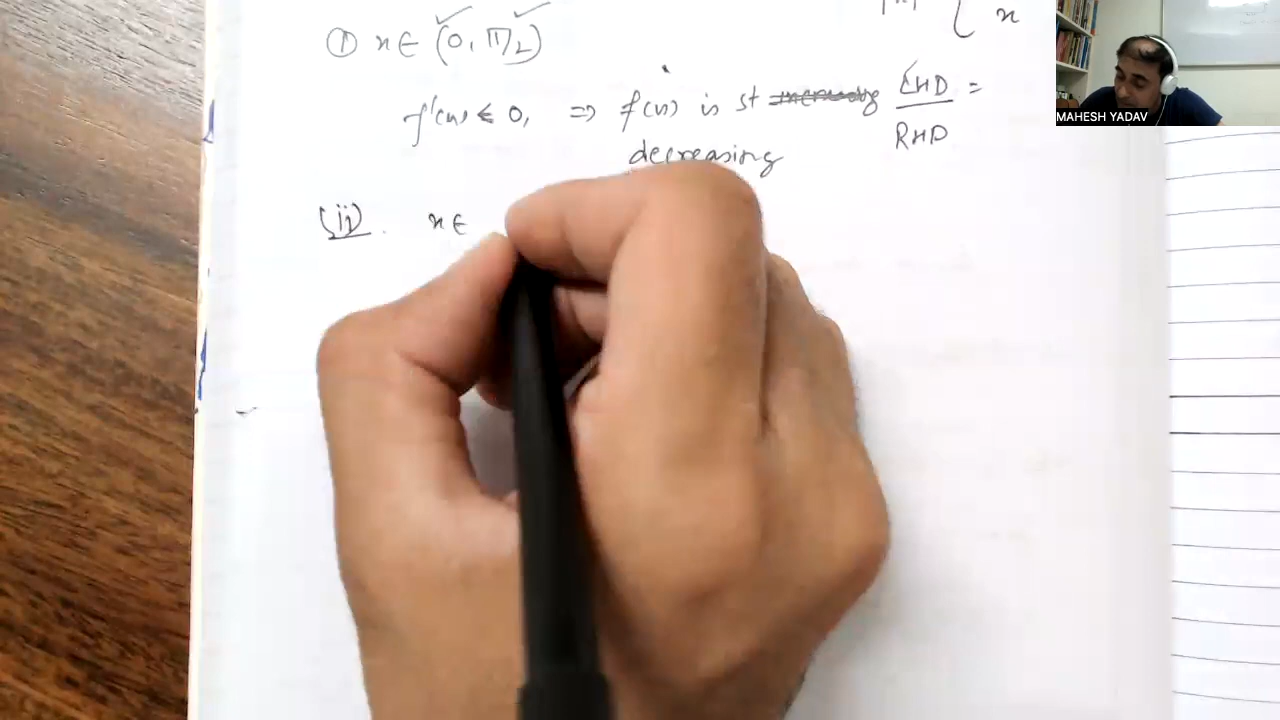 ① x ∈ (0, π/2)
x
f'(x) < 0, ⇒ f(x) is st increasing
decreasing
LHD =
RHD
(ii). x ∈
MAHESH YADAV